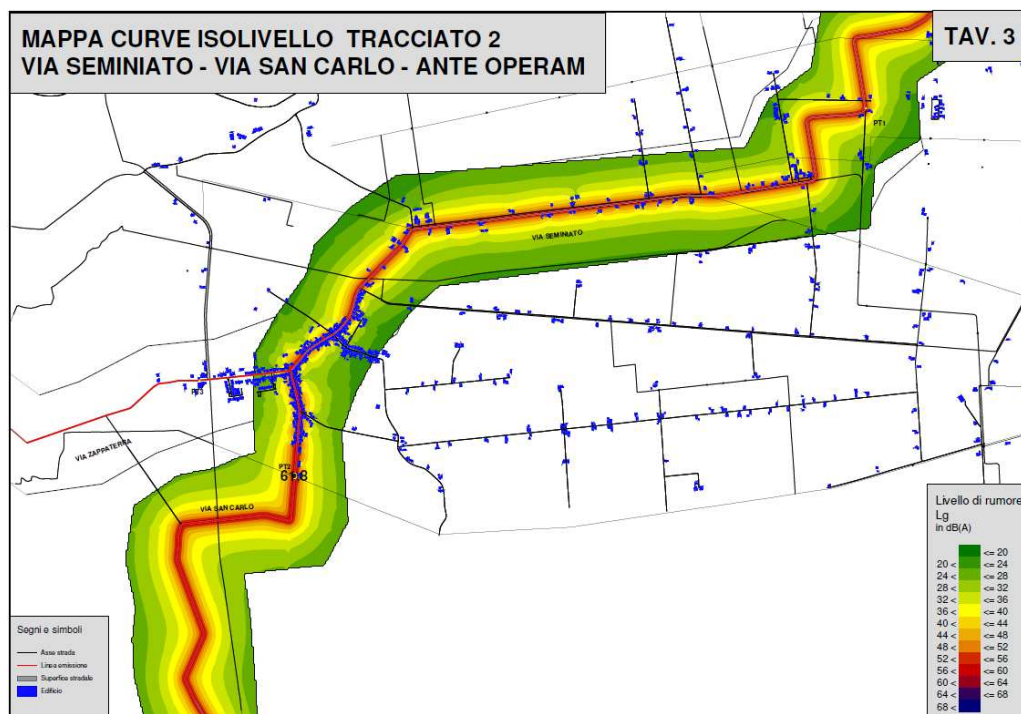 MAPPA CURVE ISOLIVELLO TRACCIATO 2
VIA SEMINIATO - VIA SAN CARLO - ANTE OPERAM
TAV. 3
PT1
VIA SEMINIATO
PT3
VIA ZAPPATERRA
PT2
VIA SAN CARLO
Livello di rumore
Lg
in dB(A)
<= 20
20 < <= 24
24 < <= 28
28 < <= 32
32 < <= 36
36 < <= 40
40 < <= 44
44 < <= 48
48 < <= 52
52 < <= 56
56 < <= 60
60 < <= 64
64 < <= 68
68 <
Segni e simboli
Asse strada
Linea emissione
Superficie stradale
Edificio